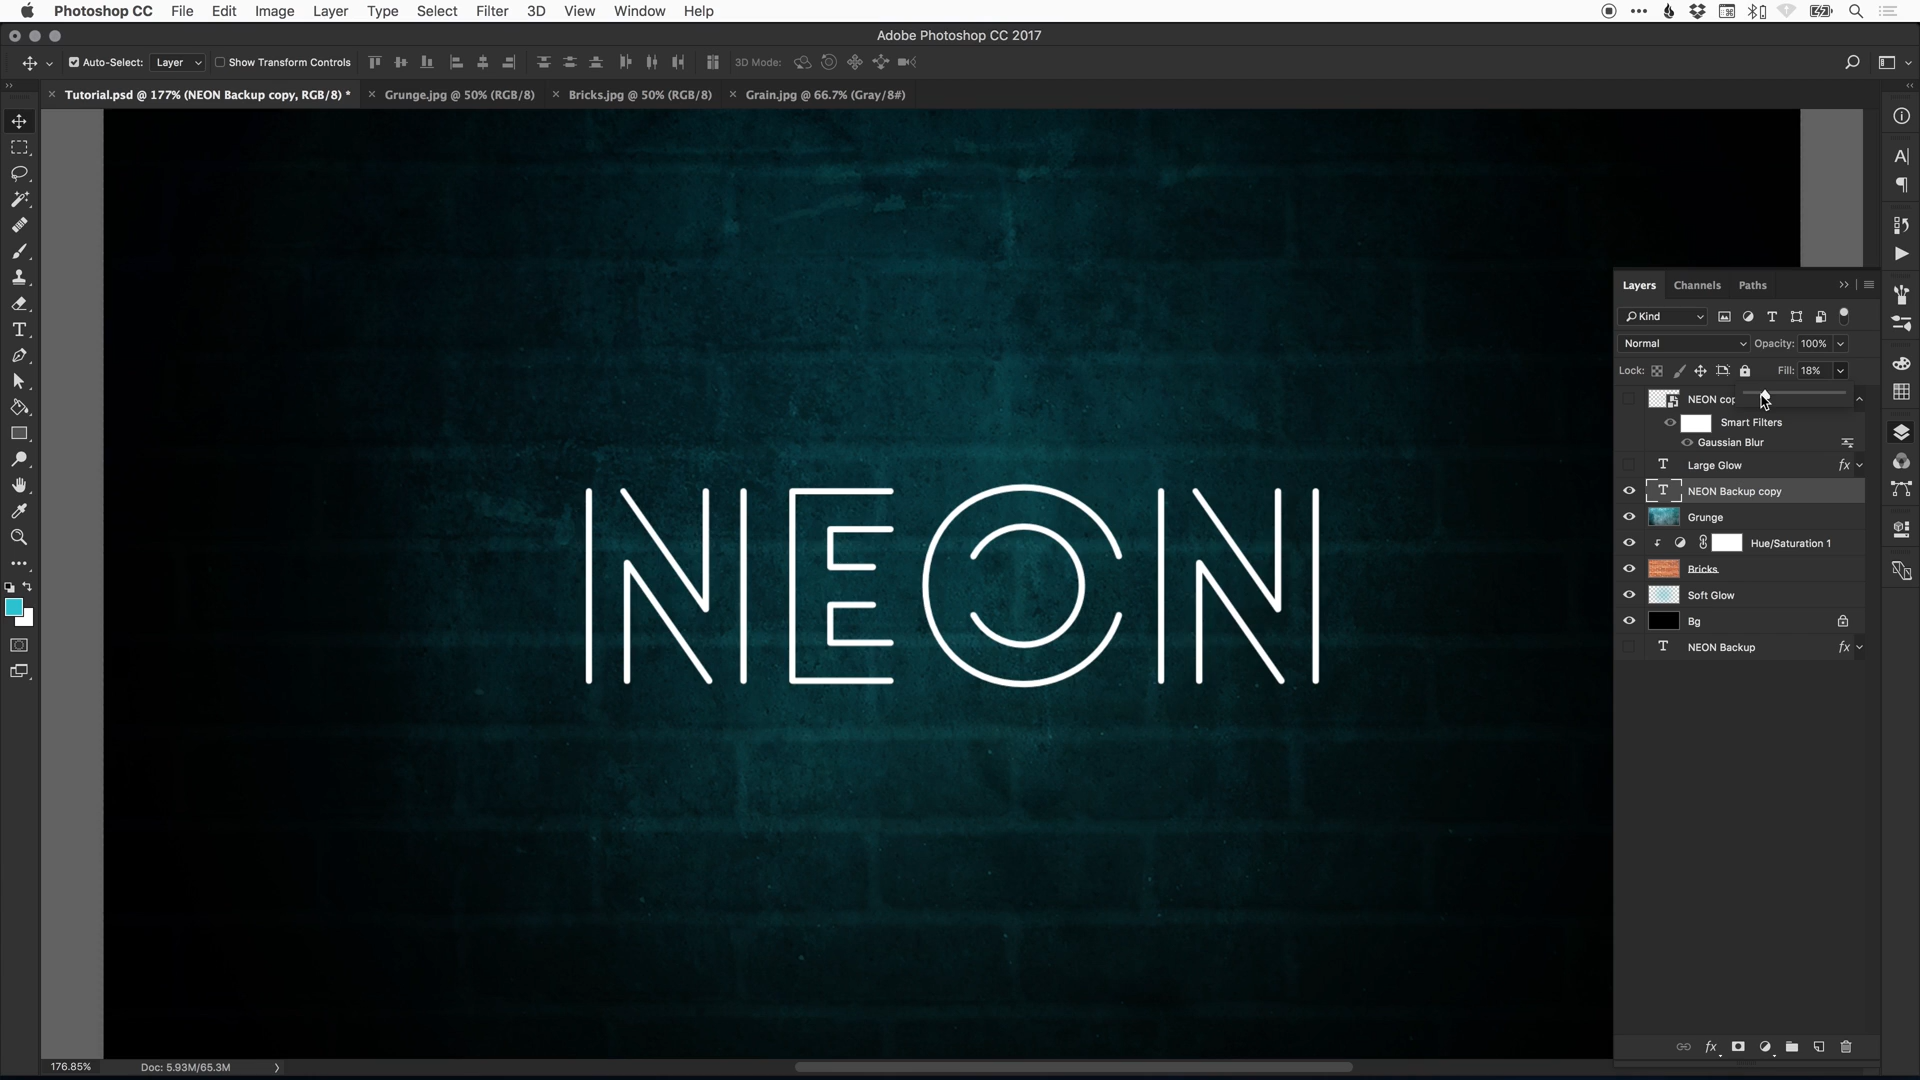 Photoshop CC File Edit Image Layer Type Select Filter 3D View Window Help
Adobe Photoshop CC 2017
Auto-Select: Layer Show Transform Controls 3D Mode:
Tutorial.psd @ 177% (NEON Backup copy, RGB/8) * Grunge.jpg @ 50% (RGB/8) Bricks.jpg @ 50% (RGB/8) Grain.jpg @ 66.7% (Gray/8#)
Layers Channels Paths
Kind
Normal Opacity: 100%
Lock: Fill: 18%
NEON cop
Smart Filters
Gaussian Blur
Large Glow fx
NEON Backup copy
Grunge
Hue/Saturation 1
Bricks
Soft Glow
Bg
NEON Backup fx
NEON
fx
176.85% Doc: 5.93M/65.3M